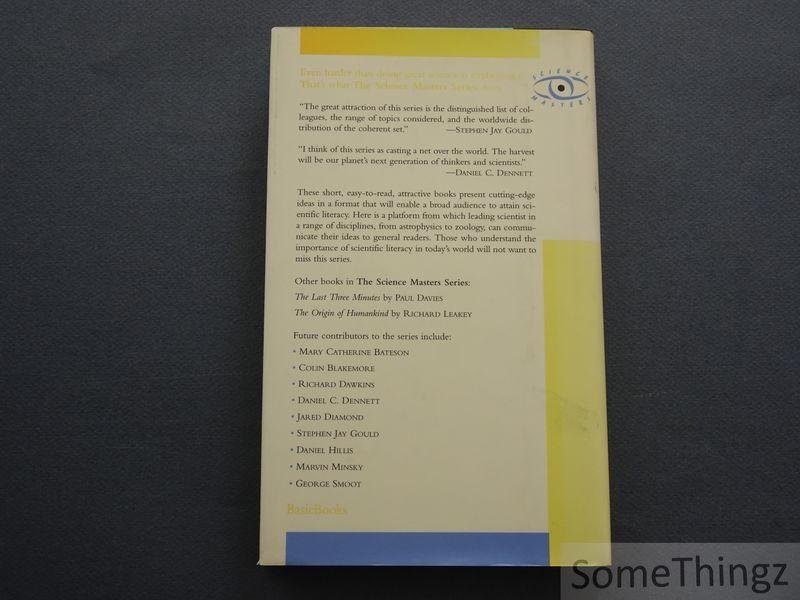 Even harder than doing great science is explaining
That's what The Science Masters Series
SCIENCE
MASTERS
“The great attraction of this series is the distinguished list of col-
leagues, the range of topics considered, and the worldwide dis-
tribution of the coherent set.” —STEPHEN JAY GOULD
“I think of this series as casting a net over the world. The harvest
will be our planet's next generation of thinkers and scientists.”
—DANIEL C. DENNETT
These short, easy-to-read, attractive books present cutting-edge
ideas in a format that will enable a broad audience to attain sci-
entific literacy. Here is a platform from which leading scientist in
a range of disciplines, from astrophysics to zoology, can commu-
nicate their ideas to general readers. Those who understand the
importance of scientific literacy in today's world will not want to
miss this series.
Other books in The Science Masters Series:
The Last Three Minutes by PAUL DAVIES
The Origin of Humankind by RICHARD LEAKEY
Future contributors to the series include:
• MARY CATHERINE BATESON
• COLIN BLAKEMORE
• RICHARD DAWKINS
• DANIEL C. DENNETT
• JARED DIAMOND
• STEPHEN JAY GOULD
• DANIEL HILLIS
• MARVIN MINSKY
• GEORGE SMOOT
BasicBooks
SomeThingz